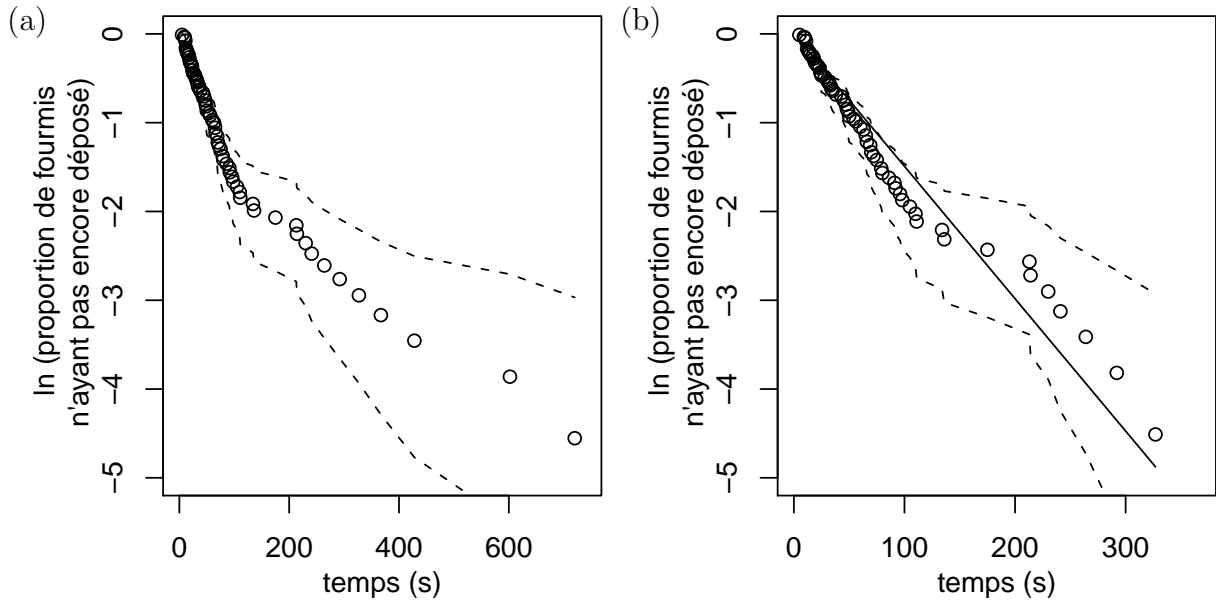 (a)
ln (proportion de fourmis
n'ayant pas encore déposé)
0
−1
−2
−3
−4
−5
0 200 400 600
temps (s)
(b)
ln (proportion de fourmis
n'ayant pas encore déposé)
0
−1
−2
−3
−4
−5
0 100 200 300
temps (s)